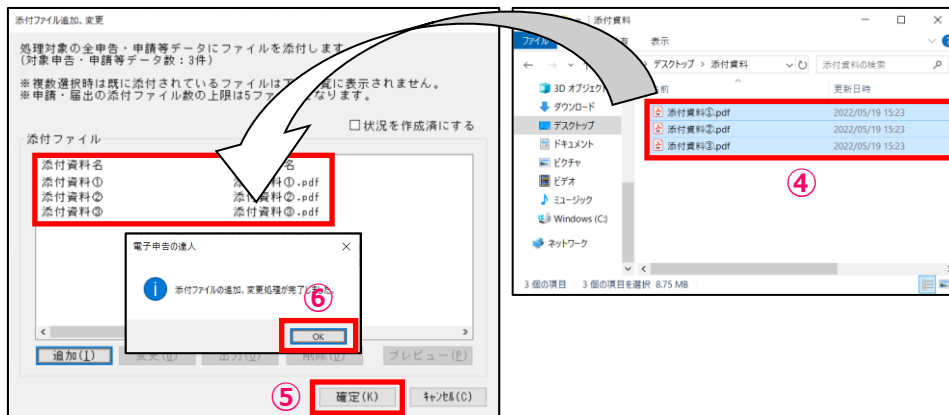 添付ファイル追加、変更
処理対象の全申告・申請等データにファイルを添付します
(対象申告・申請等データ数：3件)
※複数選択時は既に添付されているファイルは
に表示されません。
※申請・届出の添付ファイル数の上限は5ファ
なります。
□状況を作成済にする
添付ファイル
添付資料名
名
添付資料① 添付資料①.pdf
添付資料② 添付資料②.pdf
添付資料③ 添付資料③.pdf
電子申告の達人
添付ファイルの追加、変更処理が完了しました。
⑥
OK
追加(I)
プレビュー(P)
⑤
確定(K)
ｷｬﾝｾﾙ(C)
添付資料
ファイル
有
表示
デスクトップ › 添付資料
添付資料の検索
名前
更新日時
3D オブジェクト
ダウンロード
デスクトップ
ドキュメント
ピクチャ
ビデオ
ミュージック
Windows (C:)
ネットワーク
添付資料①.pdf 2022/05/19 15:23
添付資料②.pdf 2022/05/19 15:23
添付資料③.pdf 2022/05/19 15:23
④
3 個の項目 3 個の項目を選択 8.75 MB